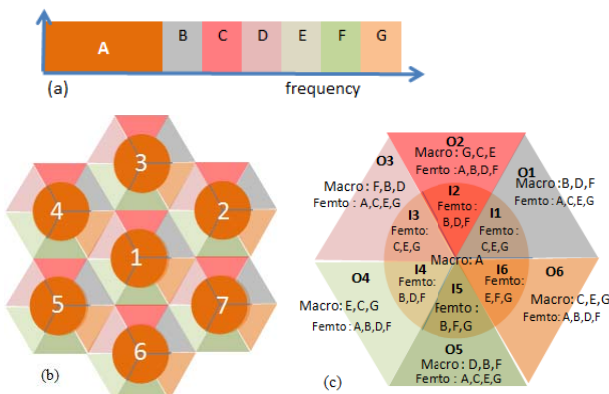 A B C D E F G
(a)
frequency
3
4
2
1
5
7
6
(b)
O2
Macro: G,C,E
Femto: A,B,D,F
O3
Macro: F,B,D
Femto: A,C,E,G
O1
Macro: B,D,F
Femto: A,C,E,G
I2
Femto:
B,D,F
I3
Femto:
C,E,G
I1
Femto:
C,E,G
Macro: A
I4
Femto:
B,D,F
I5
Femto:
B,F,G
I6
Femto:
E,F,G
O4
Macro: E,C,G
Femto: A,B,D,F
O6
Macro: C,E,G
Femto: A,B,D,F
O5
Macro: D,B,F
Femto: A,C,E,G
(c)